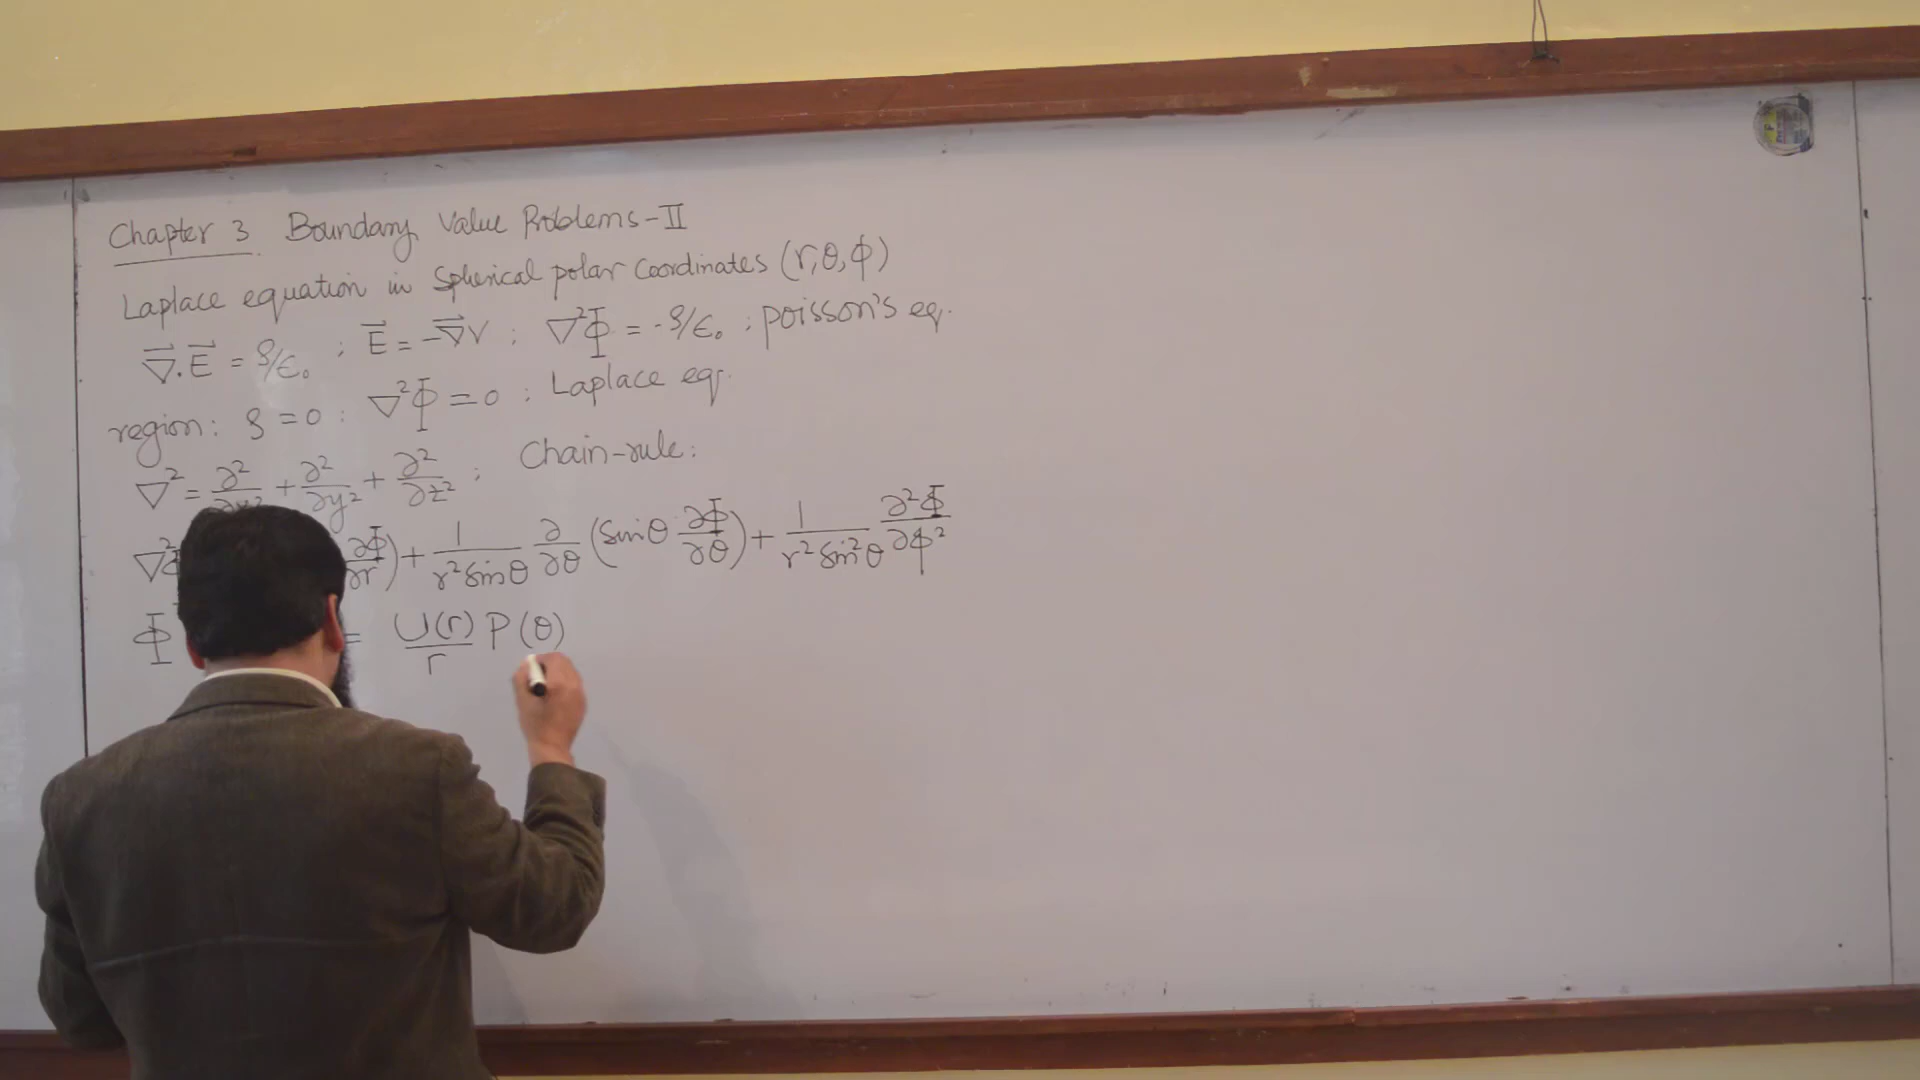 Chapter 3 Boundary Value Problems-II
Laplace equation in Spherical polar Coordinates (r,θ,ϕ)
∇⃗.E⃗ = ρ/ϵ₀ ; E⃗ = -∇⃗V ; ∇²Φ = -ρ/ϵ₀ ; poisson's eq.
region: ρ = 0 : ∇²Φ = 0 ; Laplace eq.
∇² = ∂²/∂x² + ∂²/∂y² + ∂²/∂z² ; Chain-rule:
∇² ∂Φ/∂r) + 1/r² sinθ ∂/∂θ (sinθ ∂Φ/∂θ) + 1/r² sin²θ ∂²Φ/∂ϕ²
Φ = U(r)/r P(θ)